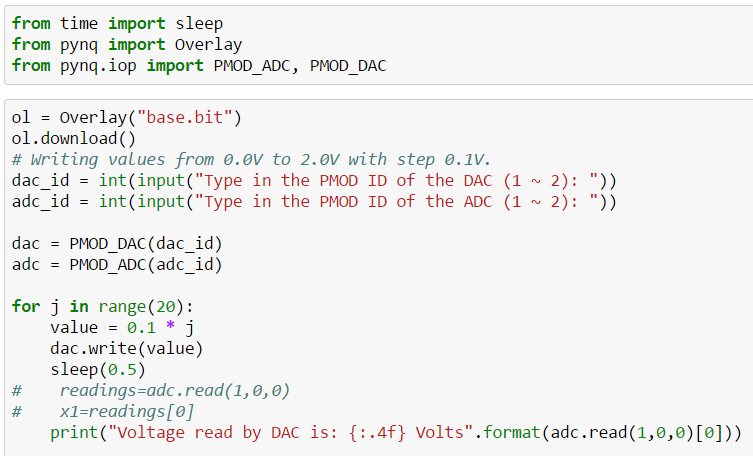 from time import sleep
from pynq import Overlay
from pynq.iop import PMOD_ADC, PMOD_DAC
ol = Overlay("base.bit")
ol.download()
# Writing values from 0.0V to 2.0V with step 0.1V.
dac_id = int(input("Type in the PMOD ID of the DAC (1 ~ 2): "))
adc_id = int(input("Type in the PMOD ID of the ADC (1 ~ 2): "))
dac = PMOD_DAC(dac_id)
adc = PMOD_ADC(adc_id)
for j in range(20):
    value = 0.1 * j
    dac.write(value)
    sleep(0.5)
#    readings=adc.read(1,0,0)
#    x1=readings[0]
    print("Voltage read by DAC is: {:.4f} Volts".format(adc.read(1,0,0)[0]))